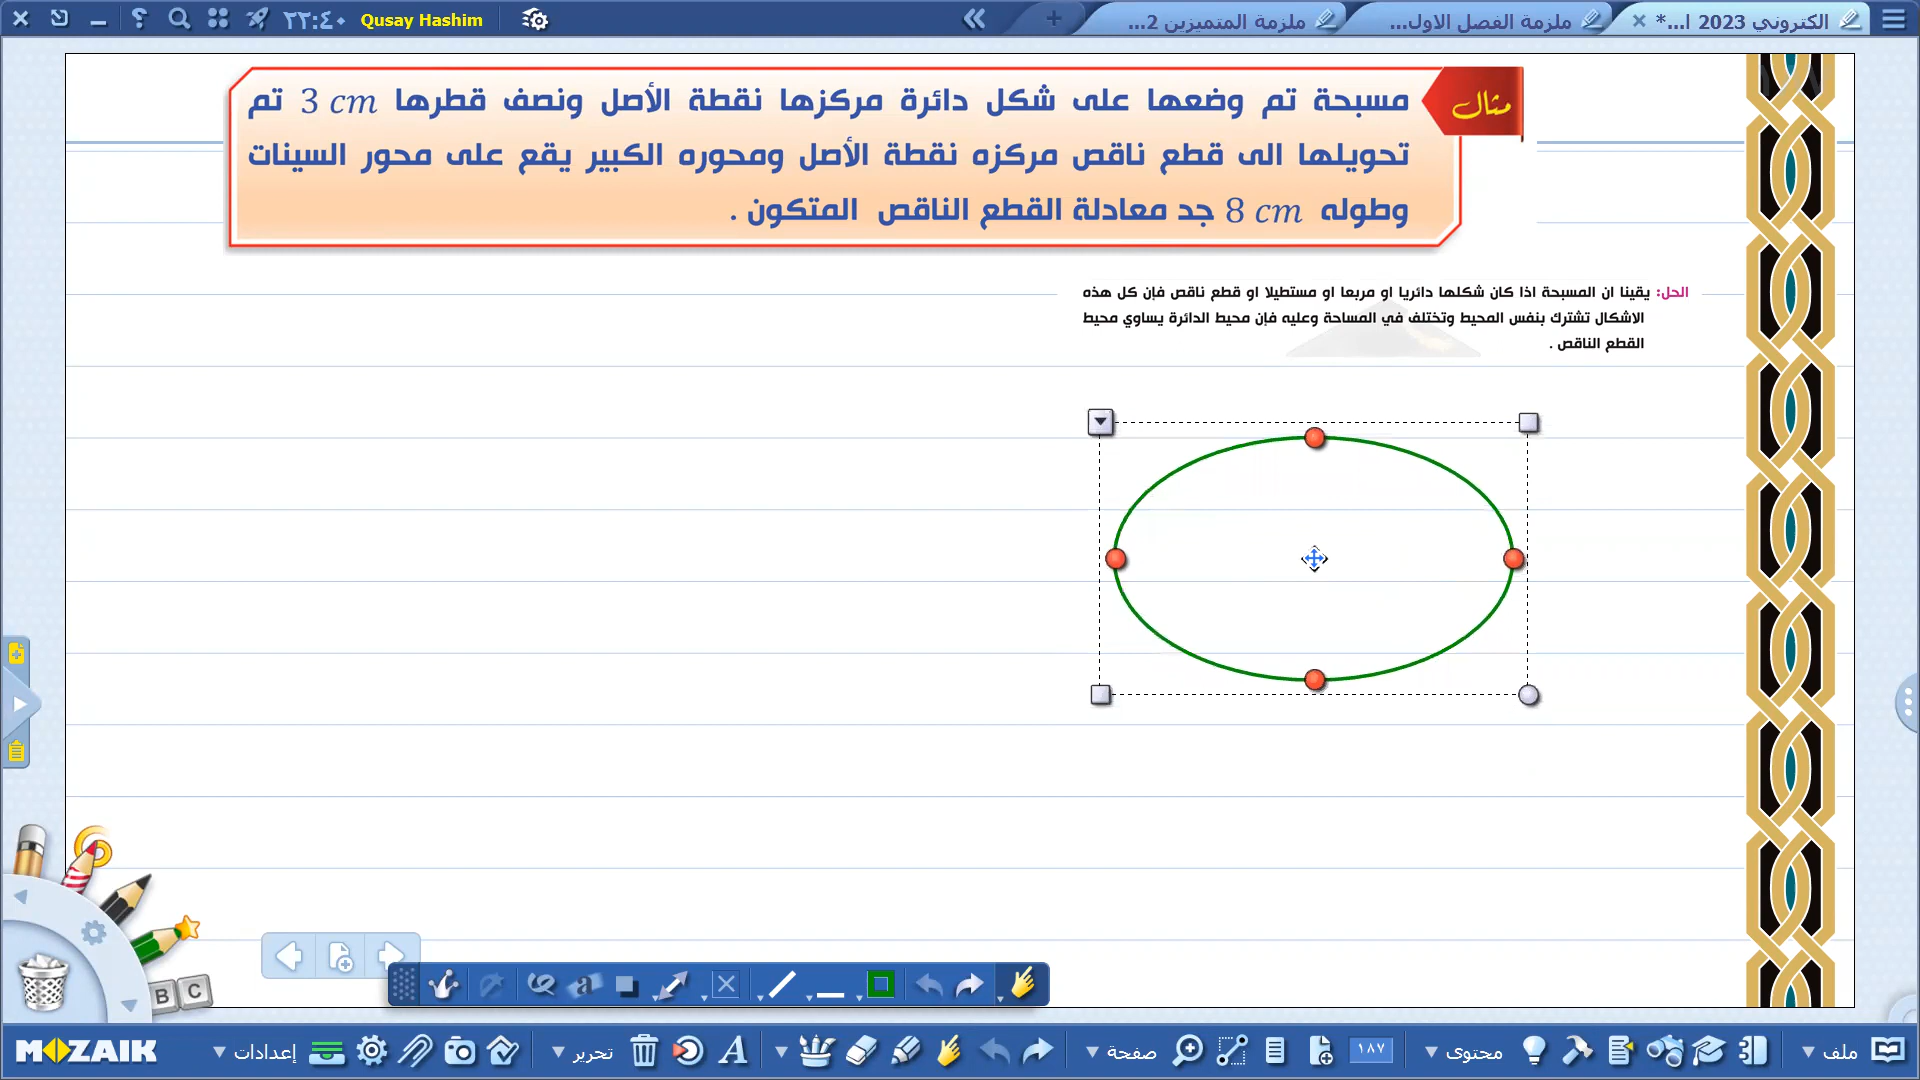 ٢٢:٤٠
Qusay Hashim
ملزمة المتميزين 2...
ملزمة الفصل الاول...
الكتروني 2023 ا...*
مثال
مسبحة تم وضعها على شكل دائرة مركزها نقطة الأصل ونصف قطرها 3 cm تم
تحويلها الى قطع ناقص مركزه نقطة الأصل ومحوره الكبير يقع على محور السينات
وطوله 8 cm جد معادلة القطع الناقص المتكون .
الحل: يقينا ان المسبحة اذا كان شكلها دائريا او مربعا او مستطيلا او قطع ناقص فإن كل هذه
الاشكال تشترك بنفس المحيط وتختلف في المساحة وعليه فإن محيط الدائرة يساوي محيط
القطع الناقص .
B C
a
MOZAIK
إعدادات
تحرير
A
صفحة
١٨٧
محتوى
ملف